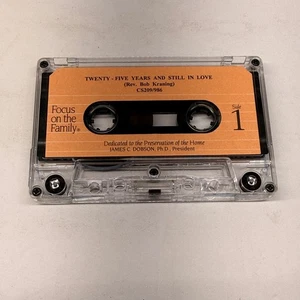 TWENTY-FIVE YEARS AND STILL IN LOVE
(Rev. Bob Kraning)
CS209/986
Focus
on the
Family
Side
1
Dedicated to the Preservation of the Home
JAMES C. DOBSON, Ph.D., President